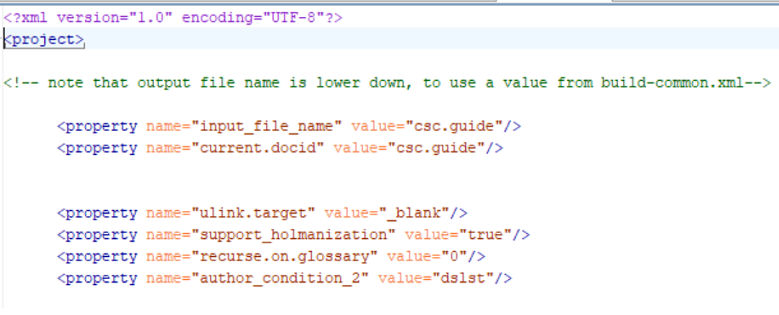 <?xml version="1.0" encoding="UTF-8"?>
<project>
<!-- note that output file name is lower down, to use a value from build-common.xml-->
<property name="input_file_name" value="csc.guide"/>
<property name="current.docid" value="csc.guide"/>
<property name="ulink.target" value="_blank"/>
<property name="support_holmanization" value="true"/>
<property name="recurse.on.glossary" value="0"/>
<property name="author_condition_2" value="dslst"/>